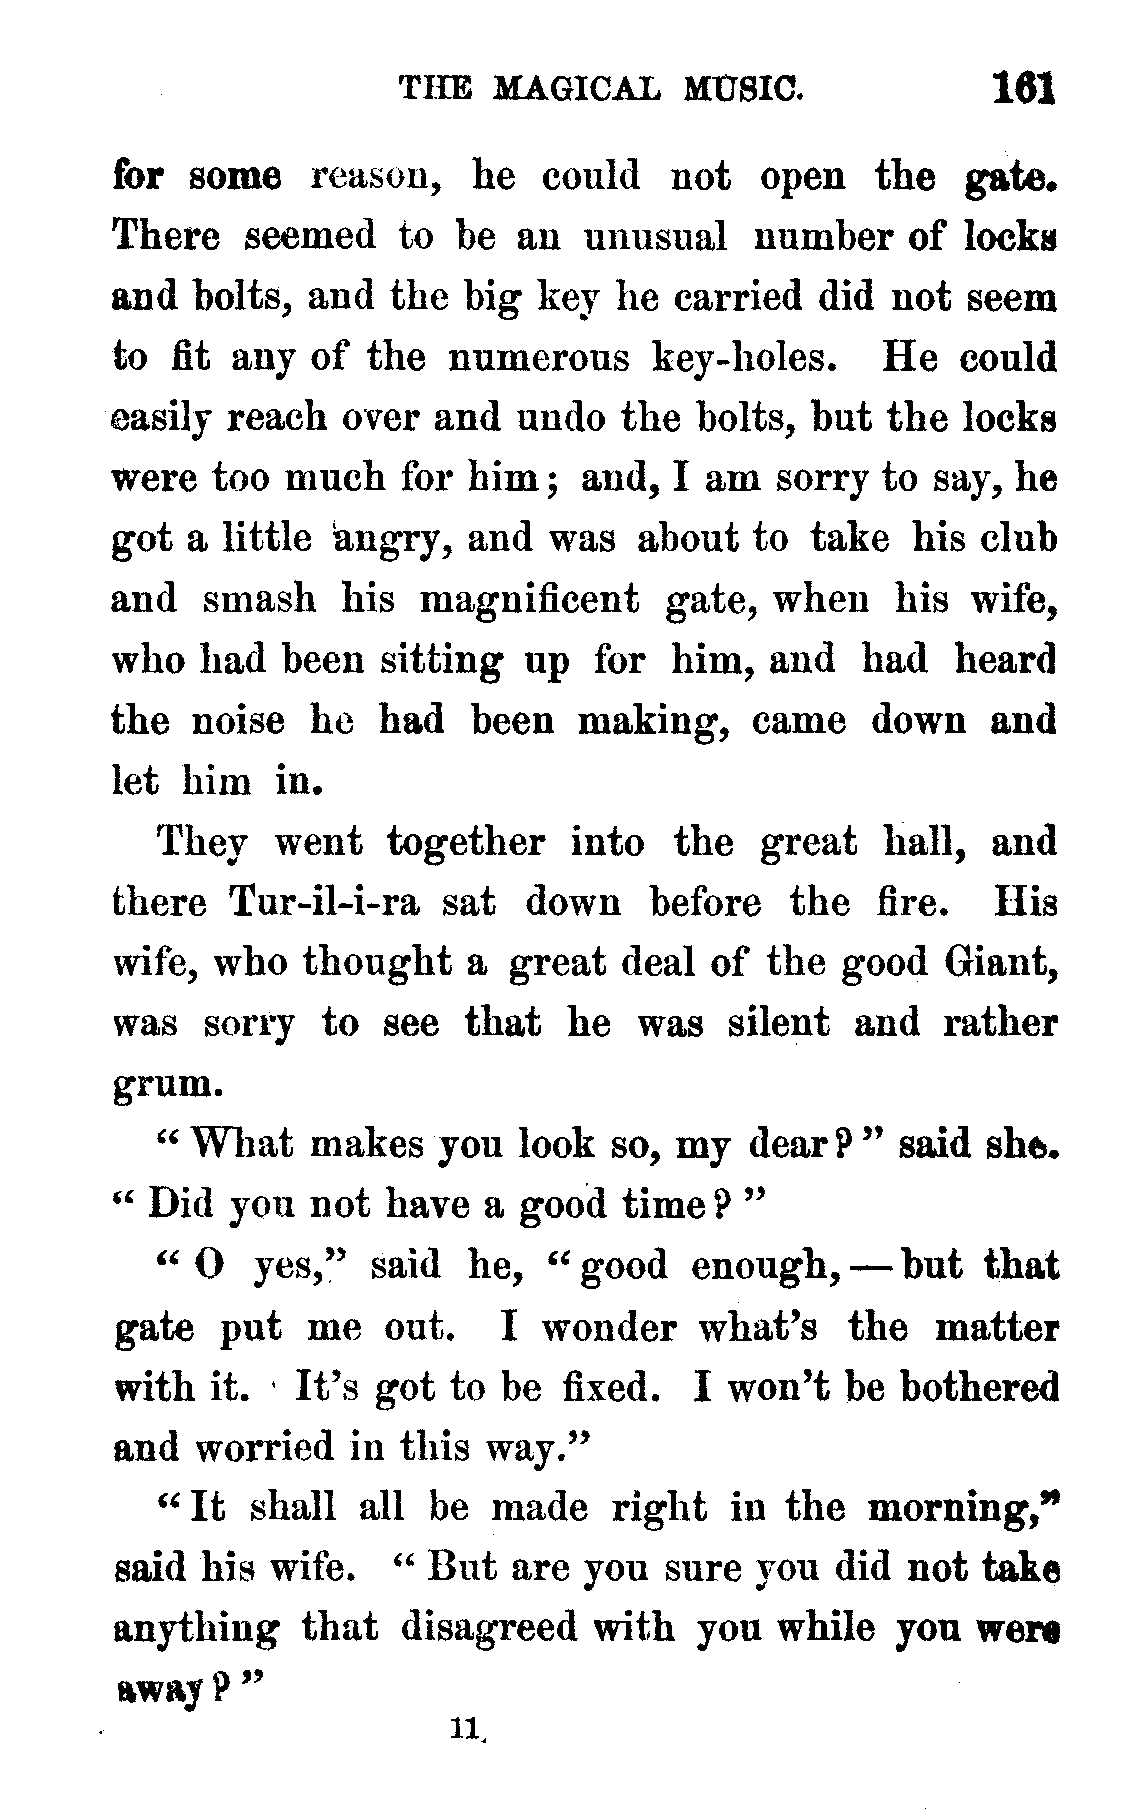 THE MAGICAL MUSIC. 161
for some reason, he could not open the gate.
There seemed to be an unusual number of locks
and bolts, and the big key he carried did not seem
to fit any of the numerous key-holes. He could
easily reach over and undo the bolts, but the locks
were too much for him; and, I am sorry to say, he
got a little angry, and was about to take his club
and smash his magnificent gate, when his wife,
who had been sitting up for him, and had heard
the noise he had been making, came down and
let him in.
They went together into the great hall, and
there Tur-il-i-ra sat down before the fire. His
wife, who thought a great deal of the good Giant,
was sorry to see that he was silent and rather
grum.
“ What makes you look so, my dear? ” said she.
“ Did you not have a good time? ”
“ O yes,” said he, “ good enough, — but that
gate put me out. I wonder what’s the matter
with it. It’s got to be fixed. I won’t be bothered
and worried in this way.”
“ It shall all be made right in the morning,”
said his wife. “ But are you sure you did not take
anything that disagreed with you while you were
away? ”
11